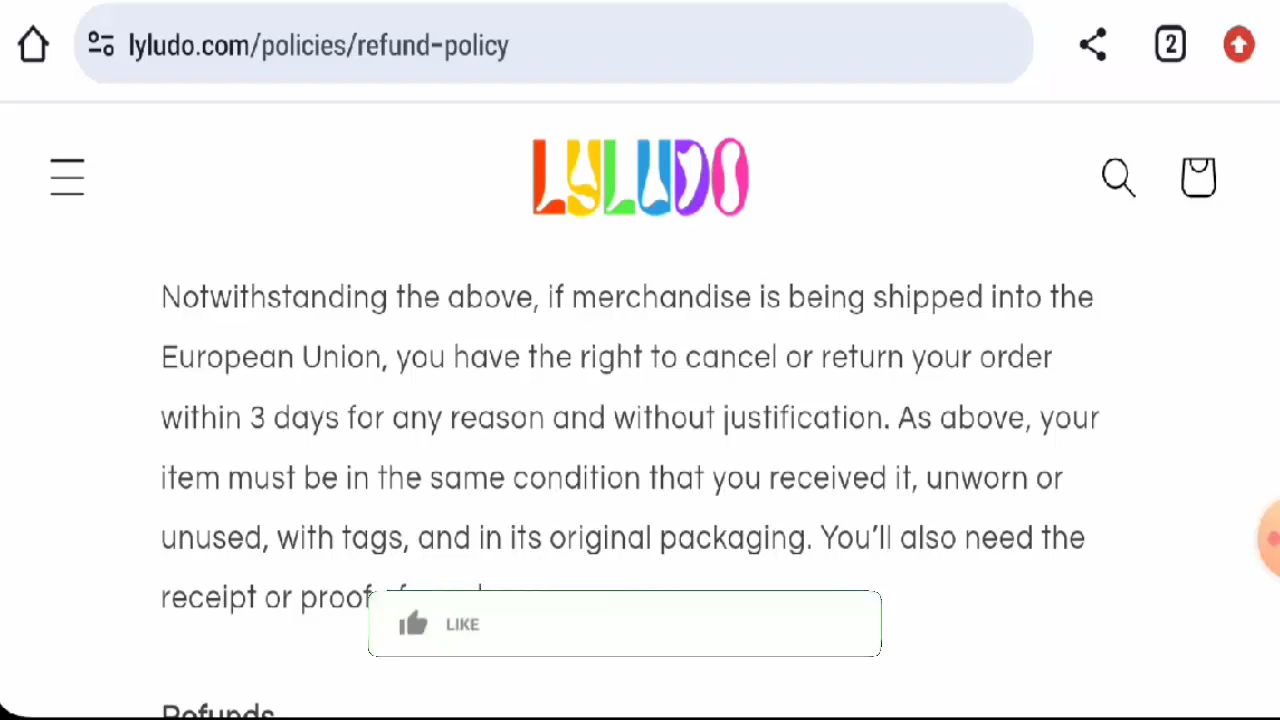 lyludo.com/policies/refund-policy
2
LYLUDO
Notwithstanding the above, if merchandise is being shipped into the
European Union, you have the right to cancel or return your order
within 3 days for any reason and without justification. As above, your
item must be in the same condition that you received it, unworn or
unused, with tags, and in its original packaging. You’ll also need the
receipt or proof
LIKE
Refunds